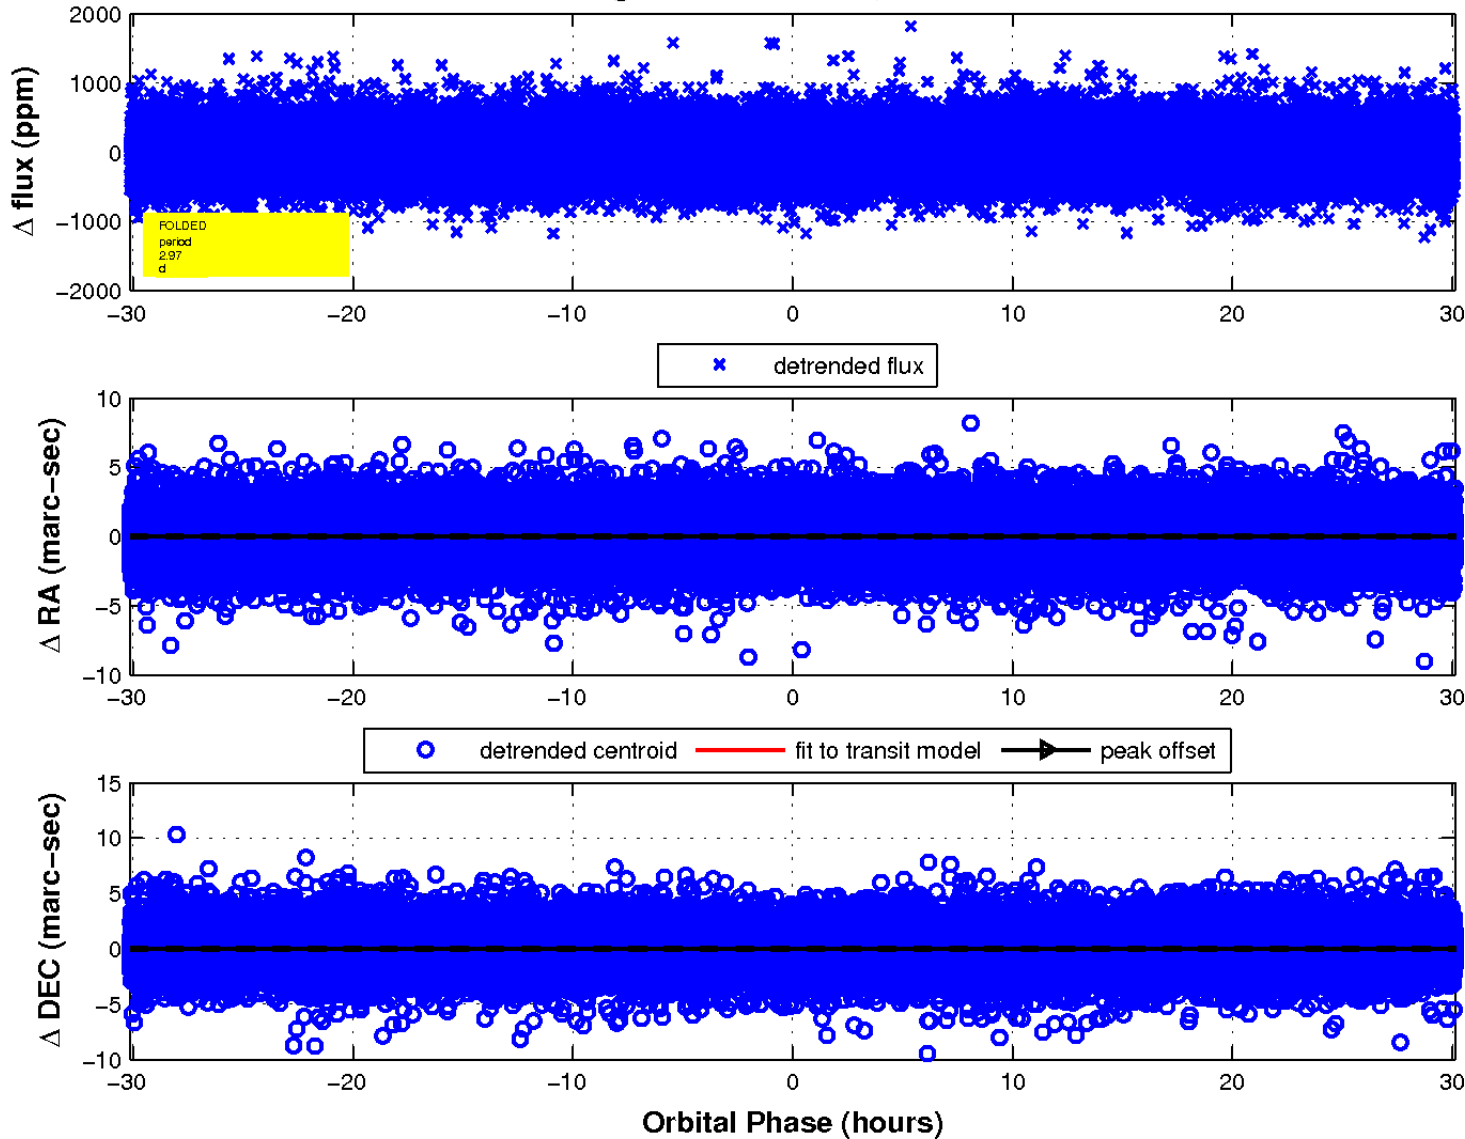 2000
1000
0
−1000
−2000
Δ flux (ppm)
FOLDED
period
2.97
d
−30 −20 −10 0 10 20 30
detrended flux
10
5
0
−5
−10
Δ RA (marc−sec)
−30 −20 −10 0 10 20 30
detrended centroid fit to transit model peak offset
15
10
5
0
−5
−10
Δ DEC (marc−sec)
−30 −20 −10 0 10 20 30
Orbital Phase (hours)